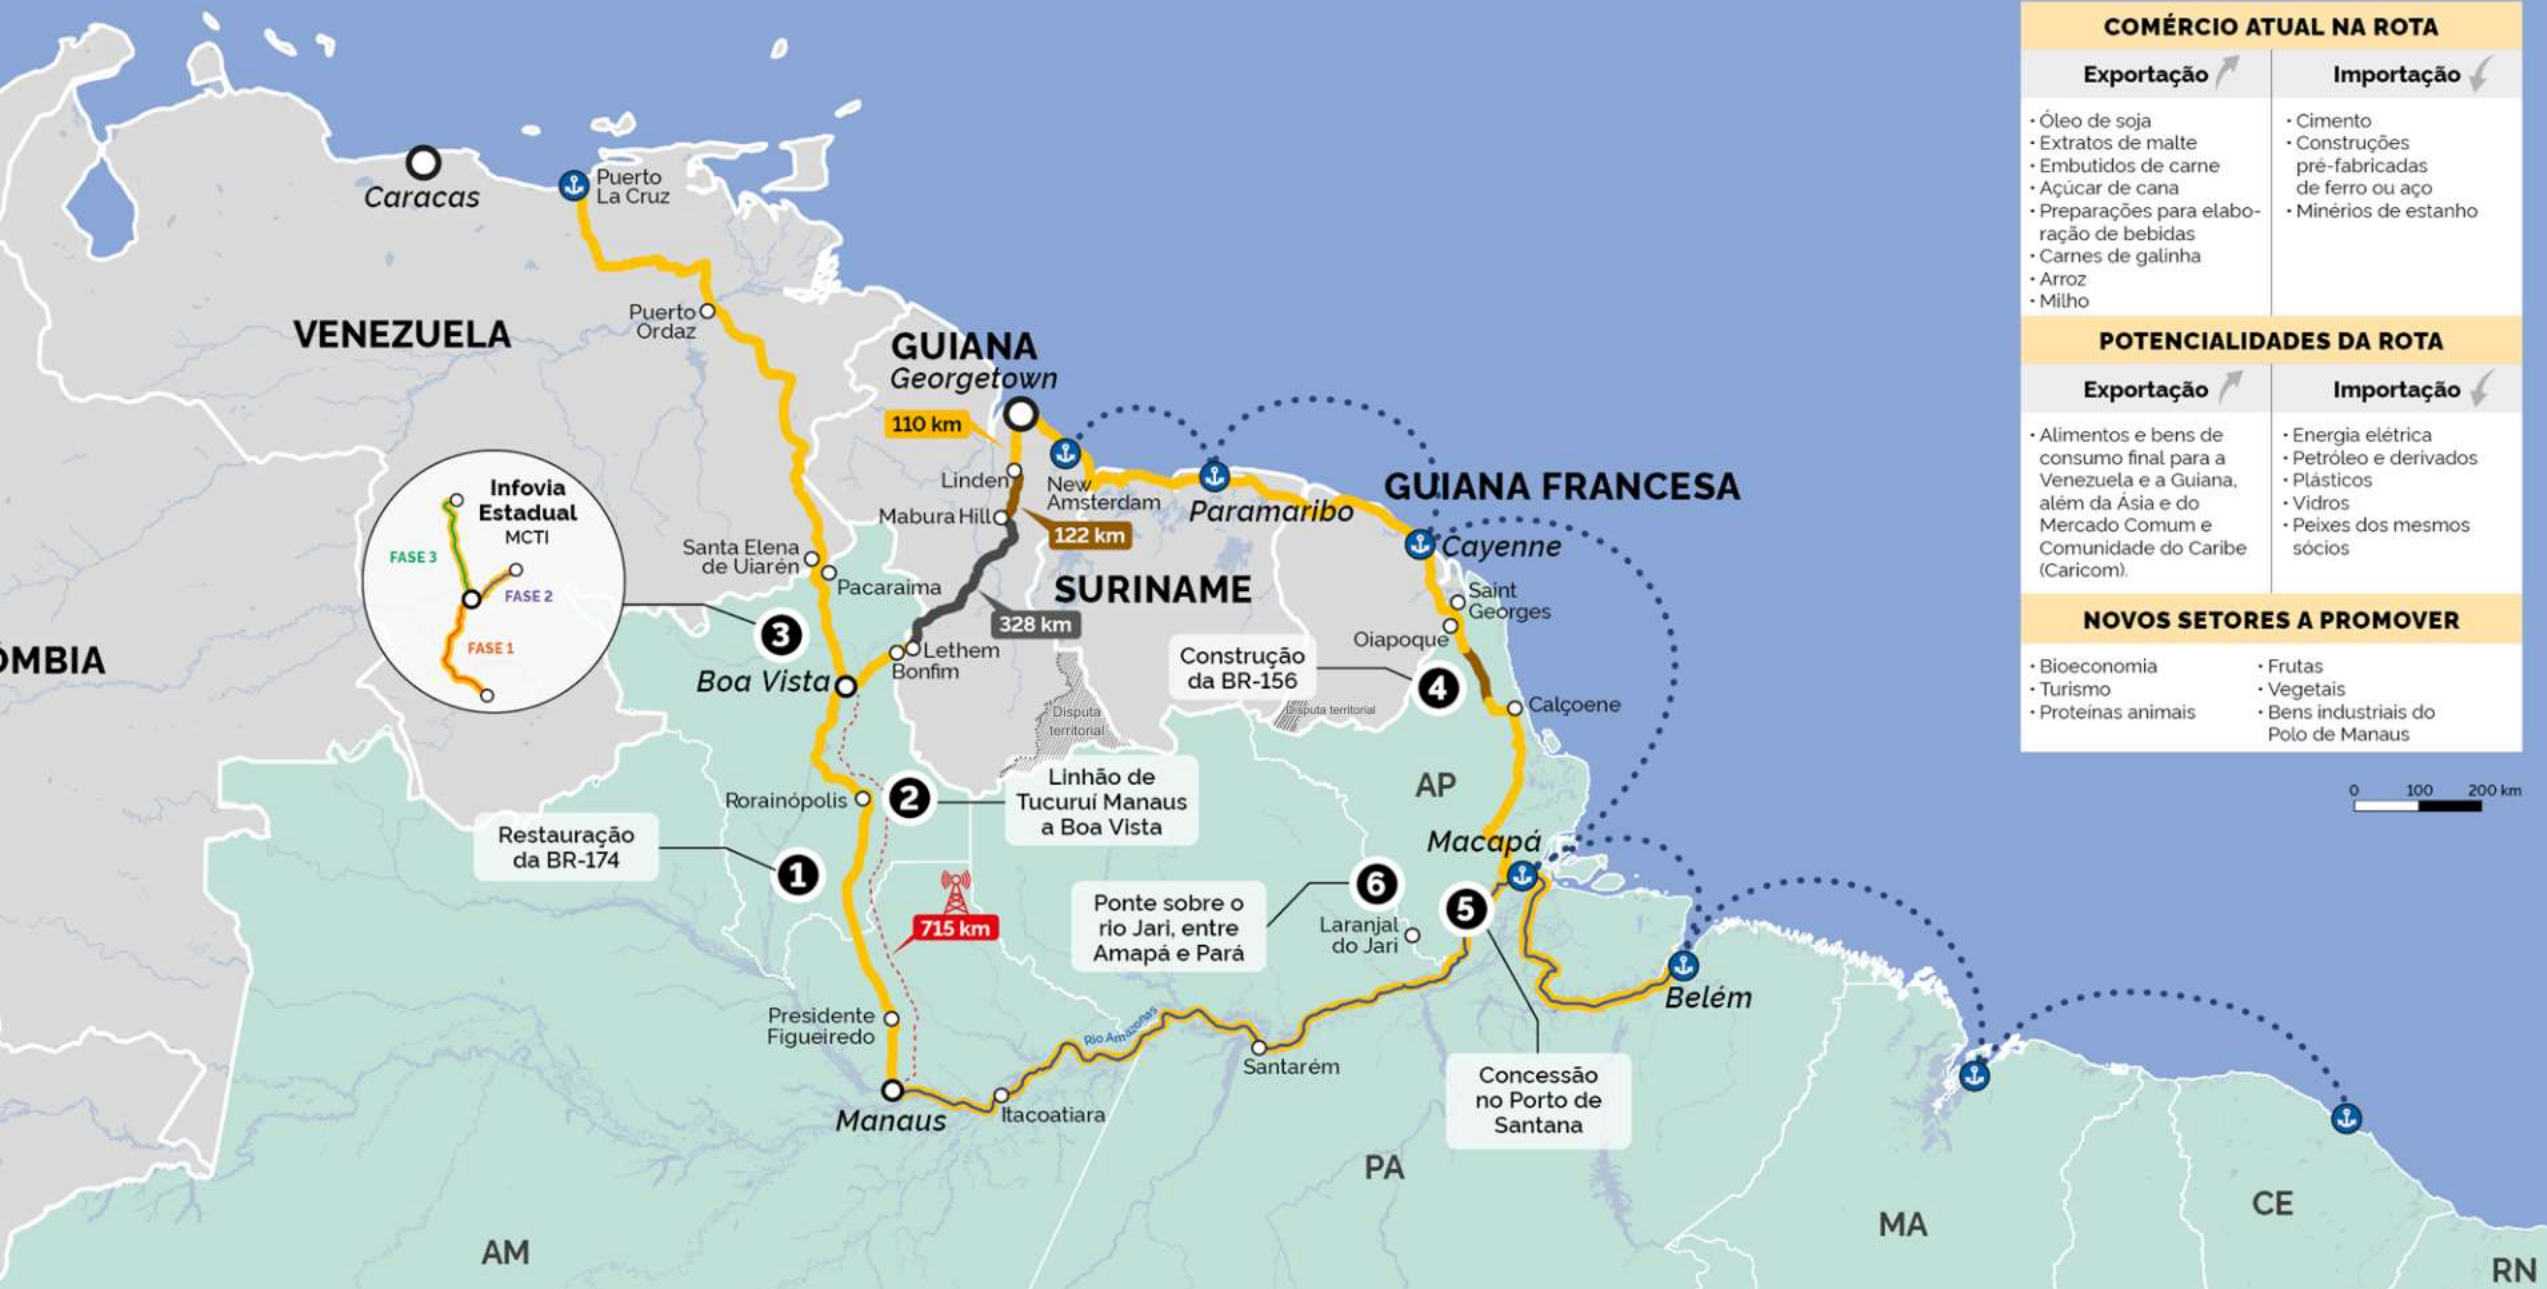 Caracas
Puerto
La Cruz
VENEZUELA
Puerto
Ordaz
GUIANA
Georgetown
110 km
Linden
New
Amsterdam
Mabura Hill
122 km
Paramaribo
GUIANA FRANCESA
Cayenne
Santa Elena
de Uiarén
Pacaraima
SURINAME
328 km
Saint
Georges
Oiapoque
Infovia
Estadual
MCTI
FASE 3
FASE 2
FASE 1
3
Boa Vista
Lethem
Bonfim
Construção
da BR-156
4
Calçoene
Disputa
territorial
Disputa territorial
ÔMBIA
Rorainópolis
2
Linhão de
Tucuruí Manaus
a Boa Vista
Restauração
da BR-174
1
715 km
AP
Macapá
6
Ponte sobre o
rio Jari, entre
Amapá e Pará
Laranjal
do Jari
5
Belém
Presidente
Figueiredo
Manaus
Itacoatiara
Rio Amazonas
Santarém
Concessão
no Porto de
Santana
AM
PA
MA
CE
RN
COMÉRCIO ATUAL NA ROTA
Exportação
• Óleo de soja
• Extratos de malte
• Embutidos de carne
• Açúcar de cana
• Preparações para elabo-
ração de bebidas
• Carnes de galinha
• Arroz
• Milho
Importação
• Cimento
• Construções
pré-fabricadas
de ferro ou aço
• Minérios de estanho
POTENCIALIDADES DA ROTA
Exportação
• Alimentos e bens de
consumo final para a
Venezuela e a Guiana,
além da Ásia e do
Mercado Comum e
Comunidade do Caribe
(Caricom).
Importação
• Energia elétrica
• Petróleo e derivados
• Plásticos
• Vidros
• Peixes dos mesmos
sócios
NOVOS SETORES A PROMOVER
• Bioeconomia
• Turismo
• Proteínas animais
• Frutas
• Vegetais
• Bens industriais do
Polo de Manaus
0 100 200 km